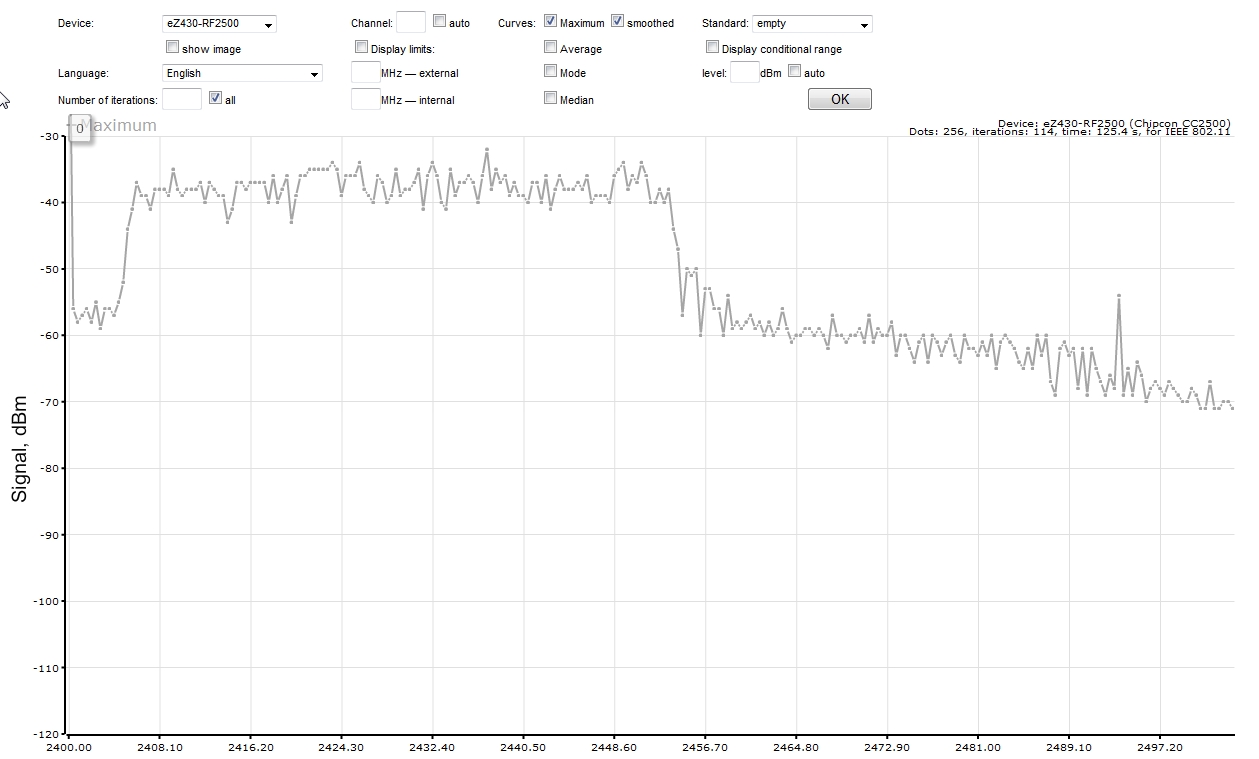 Device: eZ430-RF2500 Channel: auto Curves: Maximum smoothed Standard: empty
show image Display limits: Average Display conditional range
Language: English MHz — external Mode level: dBm auto
Number of iterations: all MHz — internal Median OK
0 Maximum
Device: eZ430-RF2500 (Chipcon CC2500)
Dots: 256, iterations: 114, time: 125.4 s, for IEEE 802.11
-30
-40
-50
-60
-70
-80
-90
-100
-110
-120
Signal, dBm
2400.00 2408.10 2416.20 2424.30 2432.40 2440.50 2448.60 2456.70 2464.80 2472.90 2481.00 2489.10 2497.20